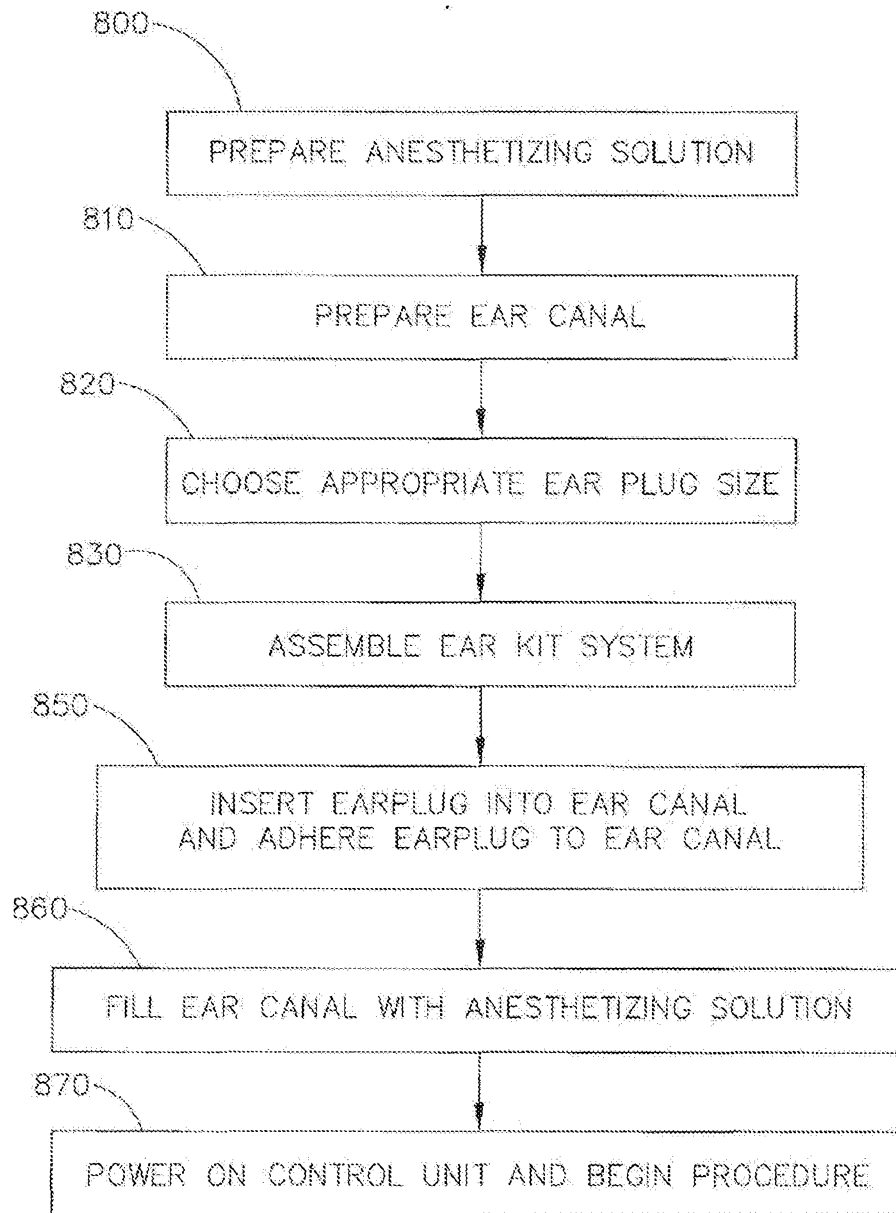 800
PREPARE ANESTHETIZING SOLUTION
810
PREPARE EAR CANAL
820
CHOOSE APPROPRIATE EAR PLUG SIZE
830
ASSEMBLE EAR KIT SYSTEM
850
INSERT EARPLUG INTO EAR CANAL
AND ADHERE EARPLUG TO EAR CANAL
860
FILL EAR CANAL WITH ANESTHETIZING SOLUTION
870
POWER ON CONTROL UNIT AND BEGIN PROCEDURE